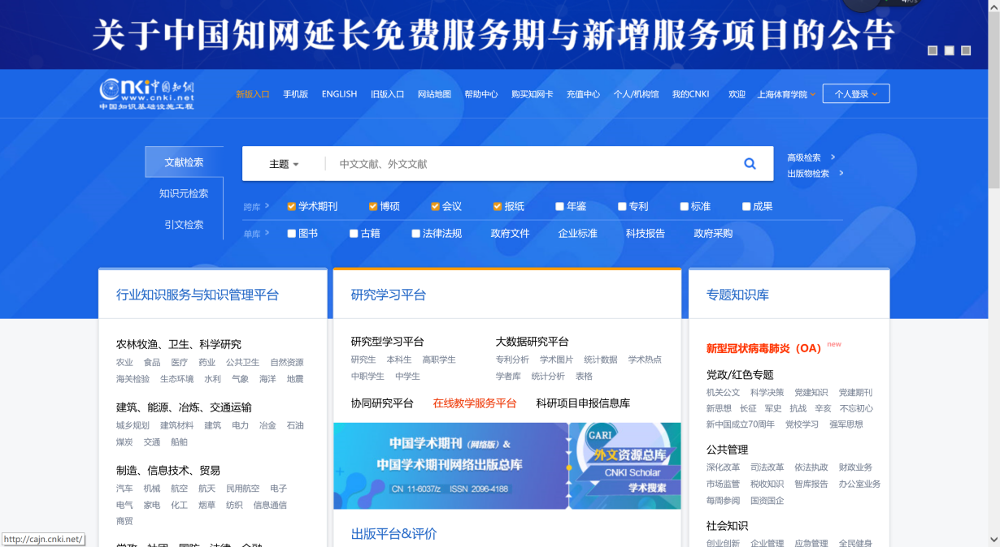 关于中国知网延长免费服务期与新增服务项目的公告
cnki 中国知网
www.cnki.net
中国知识基础设施工程
新版入口 手机版 ENGLISH 旧版入口 网站地图 帮助中心 购买知网卡 充值中心 个人/机构馆 我的CNKI 欢迎 上海体育学院 个人登录
文献检索
知识元检索
引文检索
主题 中文文献、外文文献
高级检索 >
出版物检索 >
跨库 > 学术期刊 博硕 会议 报纸 年鉴 专利 标准 成果
单库 > 图书 古籍 法律法规 政府文件 企业标准 科技报告 政府采购
行业知识服务与知识管理平台
农林牧渔、卫生、科学研究
农业 食品 医疗 药业 公共卫生 自然资源
海关检验 生态环境 水利 气象 海洋 地震
建筑、能源、冶炼、交通运输
城乡规划 建筑材料 建筑 电力 冶金 石油
煤炭 交通 船舶
制造、信息技术、贸易
汽车 机械 航空 航天 民用航空 电子
电气 家电 化工 烟草 纺织 信息通信
商贸
党政、社团、国防、法律、金融
研究学习平台
研究型学习平台
研究生 本科生 高职学生
中职学生 中学生
大数据研究平台
专利分析 学术图片 统计数据 学术热点
学者库 统计分析 表格
协同研究平台 在线教学服务平台 科研项目申报信息库
中国学术期刊（网络版）&
中国学术期刊网络出版总库
CN 11-6037/z ISSN 2096-4188
GARI
外文资源总库
CNKI Scholar
学术搜索
出版平台&评价
专题知识库
新型冠状病毒肺炎（OA） new
党政/红色专题
机关公文 科学决策 党建知识 党建期刊
新思想 长征 军史 抗战 辛亥 不忘初心
新中国成立70周年 党校学习 强军思想
公共管理
深化改革 司法改革 依法执政 财政业务
市场监管 税收知识 智库报告 办公室业务
每周参阅 国资国企
社会知识
创业创新 企业管理 应急管理 全民健身
http://cajn.cnki.net/